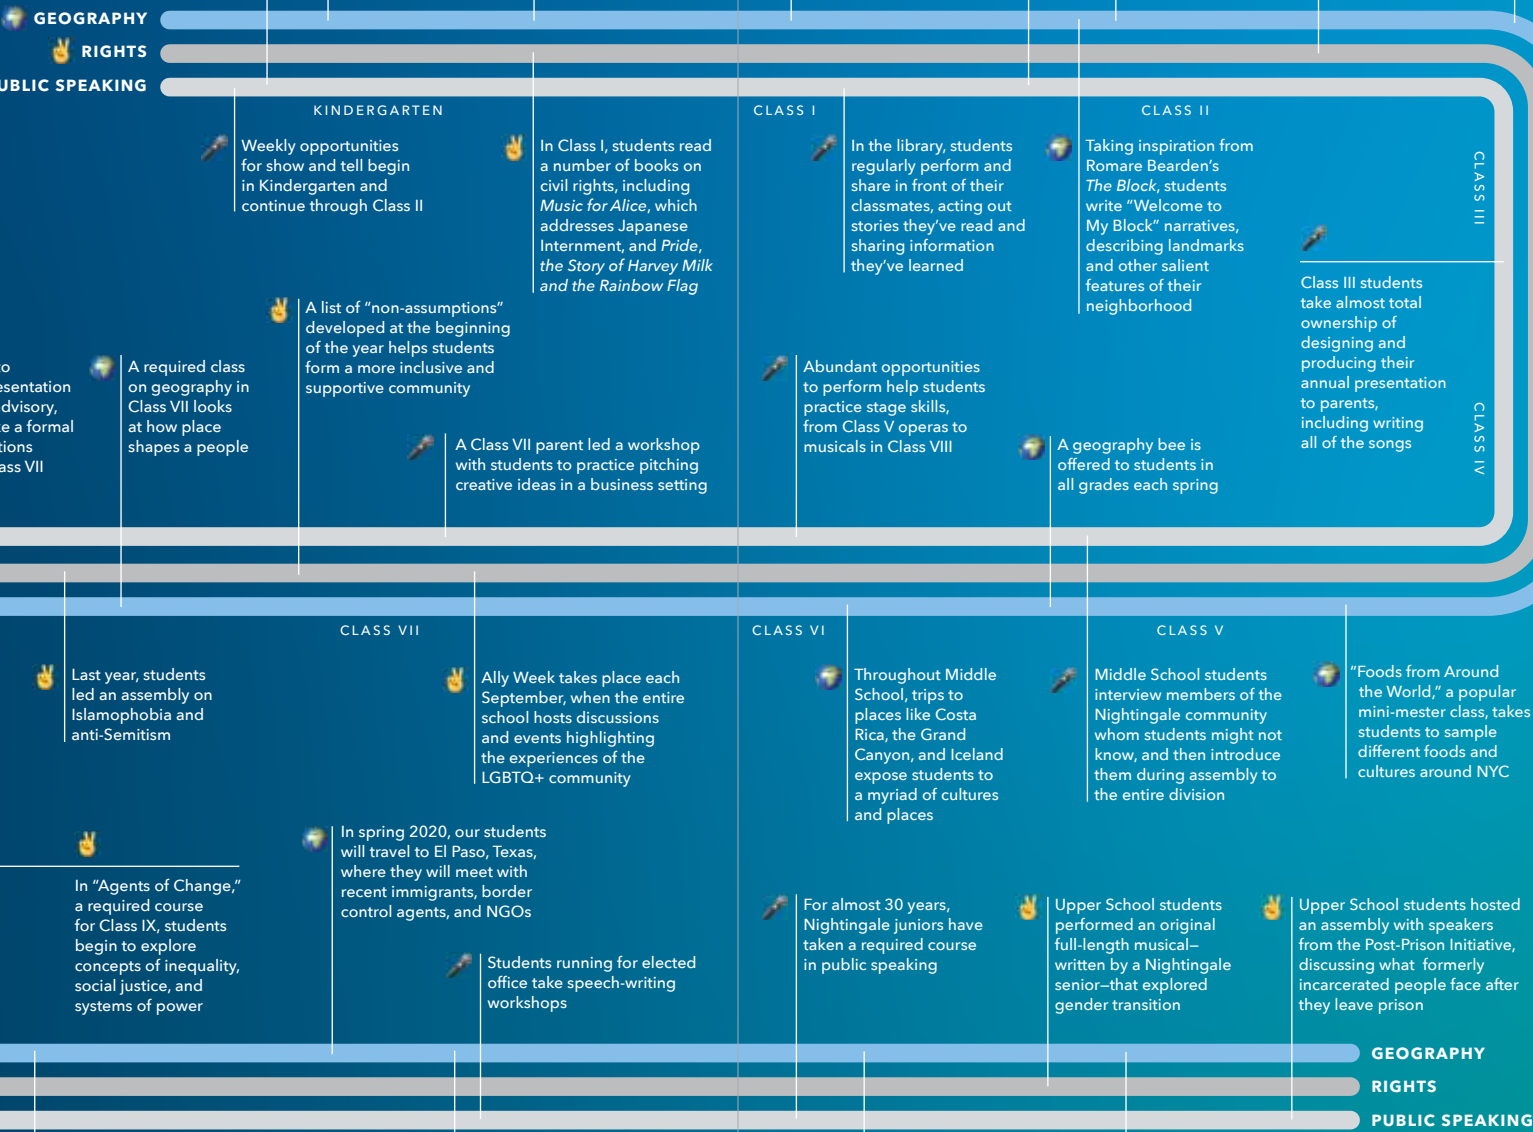 GEOGRAPHY
RIGHTS
PUBLIC SPEAKING
KINDERGARTEN
CLASS I
CLASS II
Weekly opportunities
for show and tell begin
in Kindergarten and
continue through Class II
In Class I, students read
a number of books on
civil rights, including
Music for Alice, which
addresses Japanese
Internment, and Pride,
the Story of Harvey Milk
and the Rainbow Flag
In the library, students
regularly perform and
share in front of their
classmates, acting out
stories they’ve read and
sharing information
they’ve learned
Taking inspiration from
Romare Bearden’s
The Block, students
write “Welcome to
My Block” narratives,
describing landmarks
and other salient
features of their
neighborhood
CLASS III
Class III students
take almost total
ownership of
designing and
producing their
annual presentation
to parents,
including writing
all of the songs
CLASS IV
A list of “non-assumptions”
developed at the beginning
of the year helps students
form a more inclusive and
supportive community
dvisory,
e a formal
tions
ass VII
A required class
on geography in
Class VII looks
at how place
shapes a people
A Class VII parent led a workshop
with students to practice pitching
creative ideas in a business setting
Abundant opportunities
to perform help students
practice stage skills,
from Class V operas to
musicals in Class VIII
A geography bee is
offered to students in
all grades each spring
CLASS VII
CLASS VI
CLASS V
Last year, students
led an assembly on
Islamophobia and
anti-Semitism
Ally Week takes place each
September, when the entire
school hosts discussions
and events highlighting
the experiences of the
LGBTQ+ community
Throughout Middle
School, trips to
places like Costa
Rica, the Grand
Canyon, and Iceland
expose students to
a myriad of cultures
and places
Middle School students
interview members of the
Nightingale community
whom students might not
know, and then introduce
them during assembly to
the entire division
“Foods from Around
the World,” a popular
mini-mester class, takes
students to sample
different foods and
cultures around NYC
In “Agents of Change,”
a required course
for Class IX, students
begin to explore
concepts of inequality,
social justice, and
systems of power
In spring 2020, our students
will travel to El Paso, Texas,
where they will meet with
recent immigrants, border
control agents, and NGOs
Students running for elected
office take speech-writing
workshops
For almost 30 years,
Nightingale juniors have
taken a required course
in public speaking
Upper School students
performed an original
full-length musical—
written by a Nightingale
senior—that explored
gender transition
Upper School students hosted
an assembly with speakers
from the Post-Prison Initiative,
discussing what formerly
incarcerated people face after
they leave prison
GEOGRAPHY
RIGHTS
PUBLIC SPEAKING